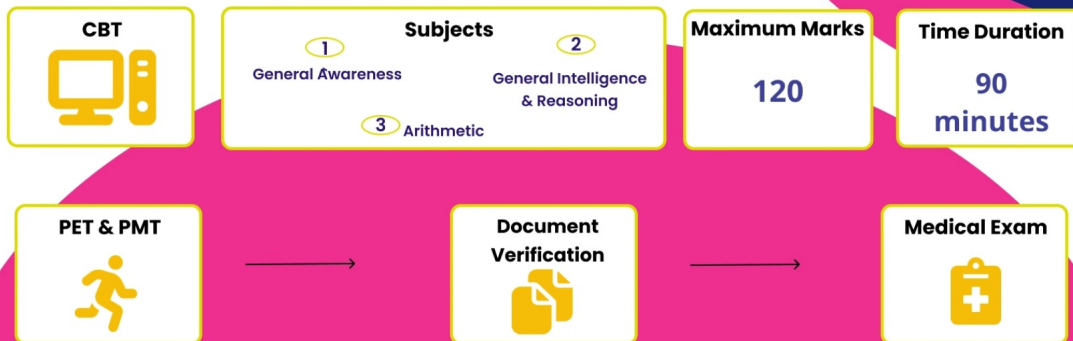 CBT
Subjects
1
General Awareness
2
General Intelligence
& Reasoning
3 Arithmetic
Maximum Marks
120
Time Duration
90
minutes
PET & PMT
Document
Verification
Medical Exam